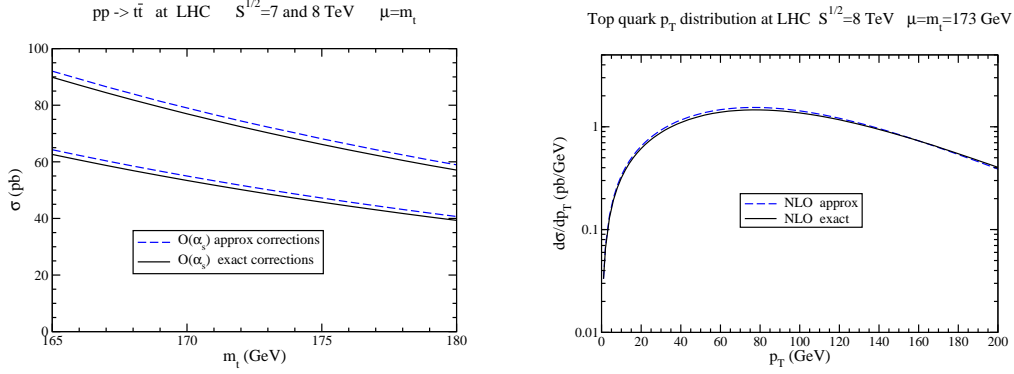 pp -> tt̄ at LHC S^{1/2}=7 and 8 TeV μ=m_t
100
80
60
40
20
0
σ (pb)
O(α_s) approx corrections
O(α_s) exact corrections
165
170
175
180
m_t (GeV)
Top quark p_T distribution at LHC S^{1/2}=8 TeV μ=m_t=173 GeV
1
0.1
0.01
dσ/dp_T (pb/GeV)
NLO approx
NLO exact
0
20
40
60
80
100
120
140
160
180
200
p_T (GeV)